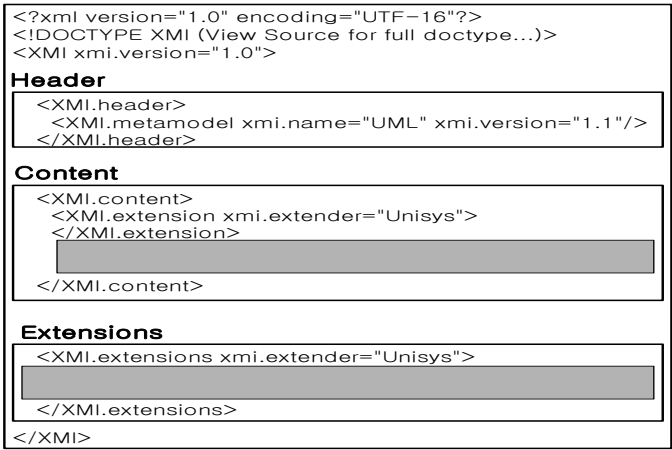 <?xml version="1.0" encoding="UTF-16"?>
<!DOCTYPE XMI (View Source for full doctype...)>
<XMI xmi.version="1.0">
Header
<XMI.header>
<XMI.metamodel xmi.name="UML" xmi.version="1.1"/>
</XMI.header>
Content
<XMI.content>
<XMI.extension xmi.extender="Unisys">
</XMI.extension>
</XMI.content>
Extensions
<XMI.extensions xmi.extender="Unisys">
</XMI.extensions>
</XMI>